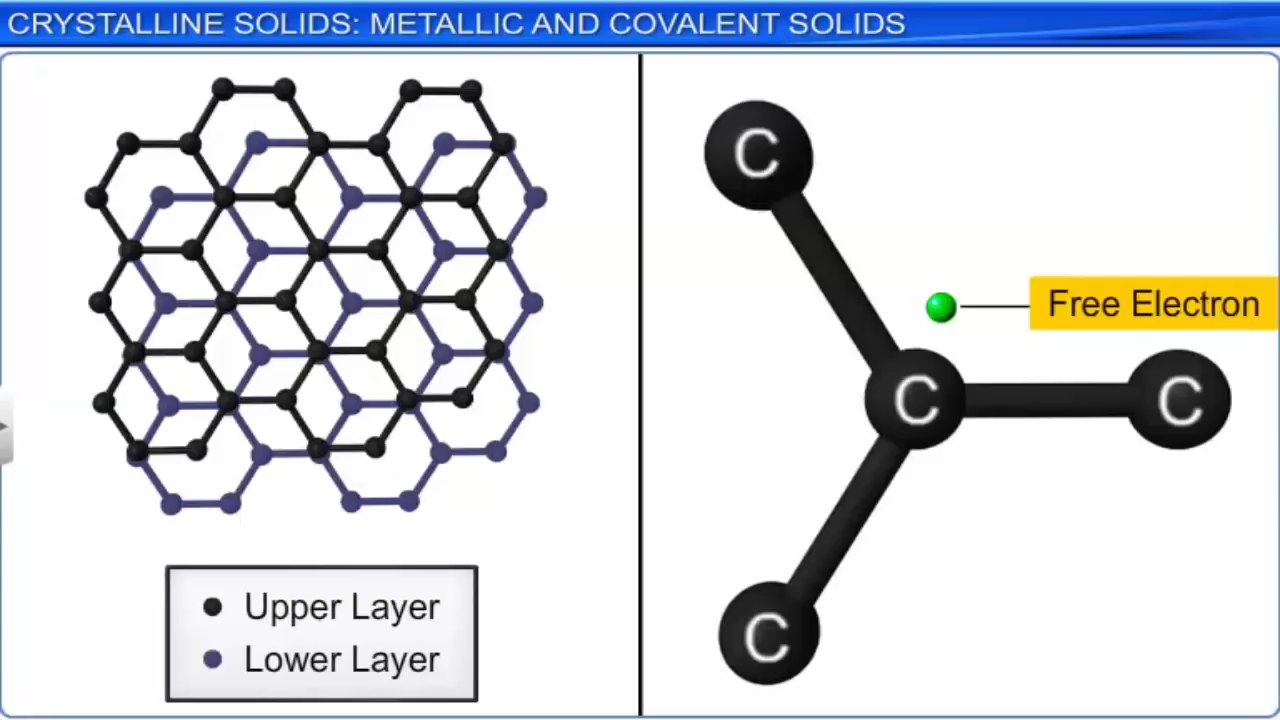 CRYSTALLINE SOLIDS: METALLIC AND COVALENT SOLIDS
Upper Layer
Lower Layer
C
Free Electron
C
C
C